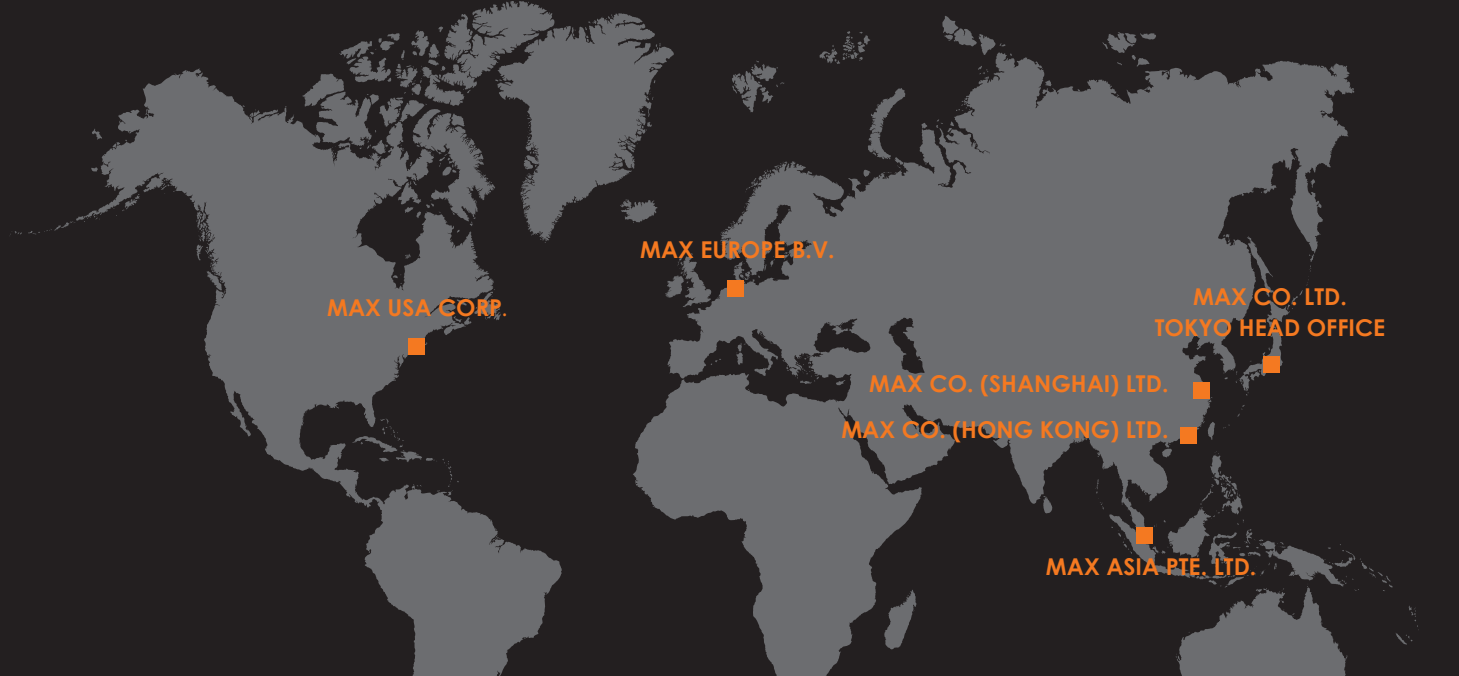 MAX EUROPE B.V.
MAX USA CORP.
MAX CO. LTD.
TOKYO HEAD OFFICE
MAX CO. (SHANGHAI) LTD.
MAX CO. (HONG KONG) LTD.
MAX ASIA PTE. LTD.